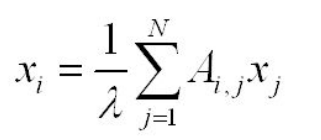 x_i = \frac{1}{\lambda} \sum_{j=1}^{N} A_{i,j} x_j